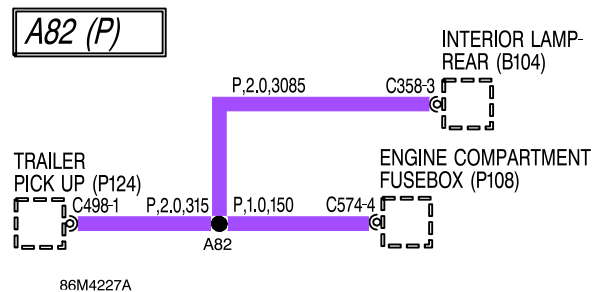 A82 (P)
INTERIOR LAMP-
REAR (B104)
P,2.0,3085
C358-3
TRAILER
PICK UP (P124)
ENGINE COMPARTMENT
FUSEBOX (P108)
C498-1
P,2.0,315
P,1.0,150
C574-4
A82
86M4227A